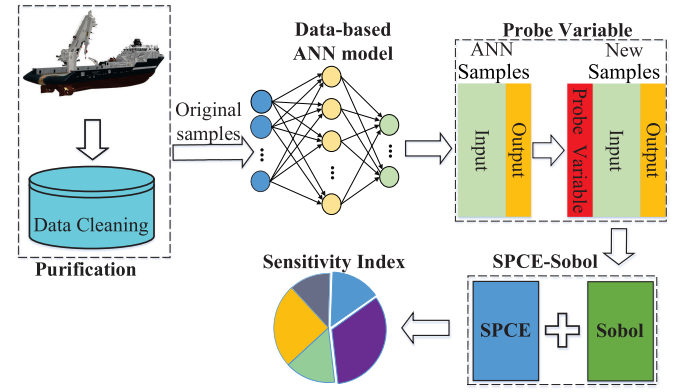 Data Cleaning
Purification
Original
samples
Data-based
ANN model
Probe Variable
ANN
Samples
Input
Output
New
Samples
Probe Variable
Input
Output
SPCE-Sobol
SPCE
Sobol
Sensitivity Index